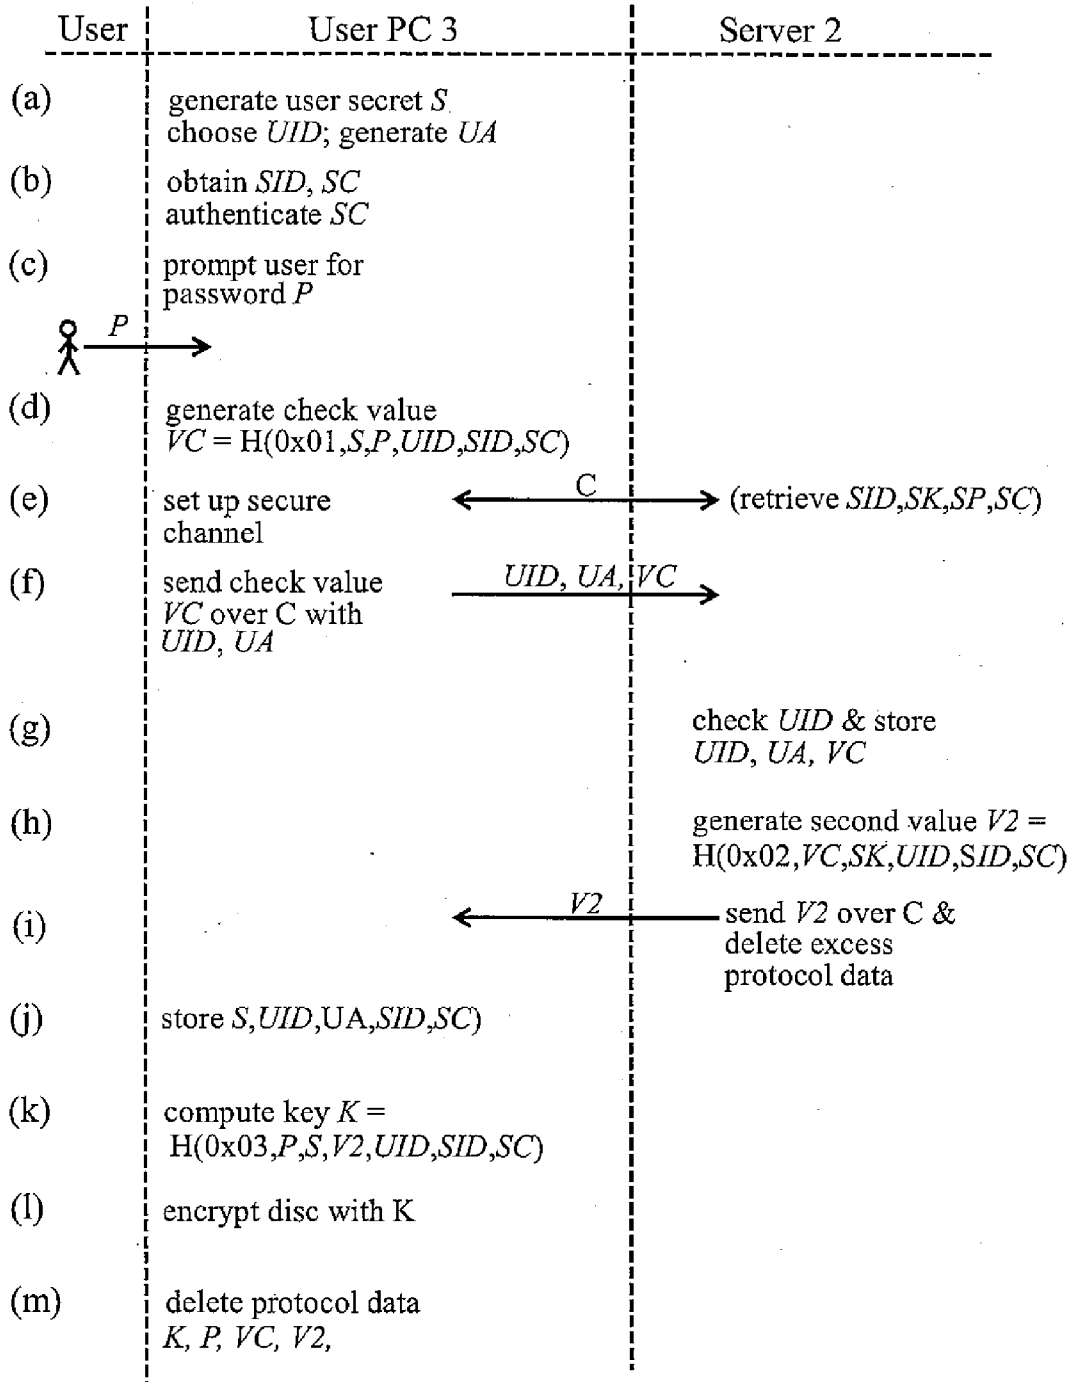 User User PC 3 Server 2
(a) generate user secret S
choose UID; generate UA
(b) obtain SID, SC
authenticate SC
(c) prompt user for
password P
P
(d) generate check value
VC = H(0x01,S,P,UID,SID,SC)
(e) set up secure C (retrieve SID,SK,SP,SC)
channel
(f) send check value UID, UA, VC
VC over C with
UID, UA
(g) check UID & store
UID, UA, VC
(h) generate second value V2 =
H(0x02,VC,SK,UID,SID,SC)
(i) V2 send V2 over C &
delete excess
protocol data
(j) store S,UID,UA,SID,SC)
(k) compute key K =
H(0x03,P,S,V2,UID,SID,SC)
(l) encrypt disc with K
(m) delete protocol data
K, P, VC, V2,